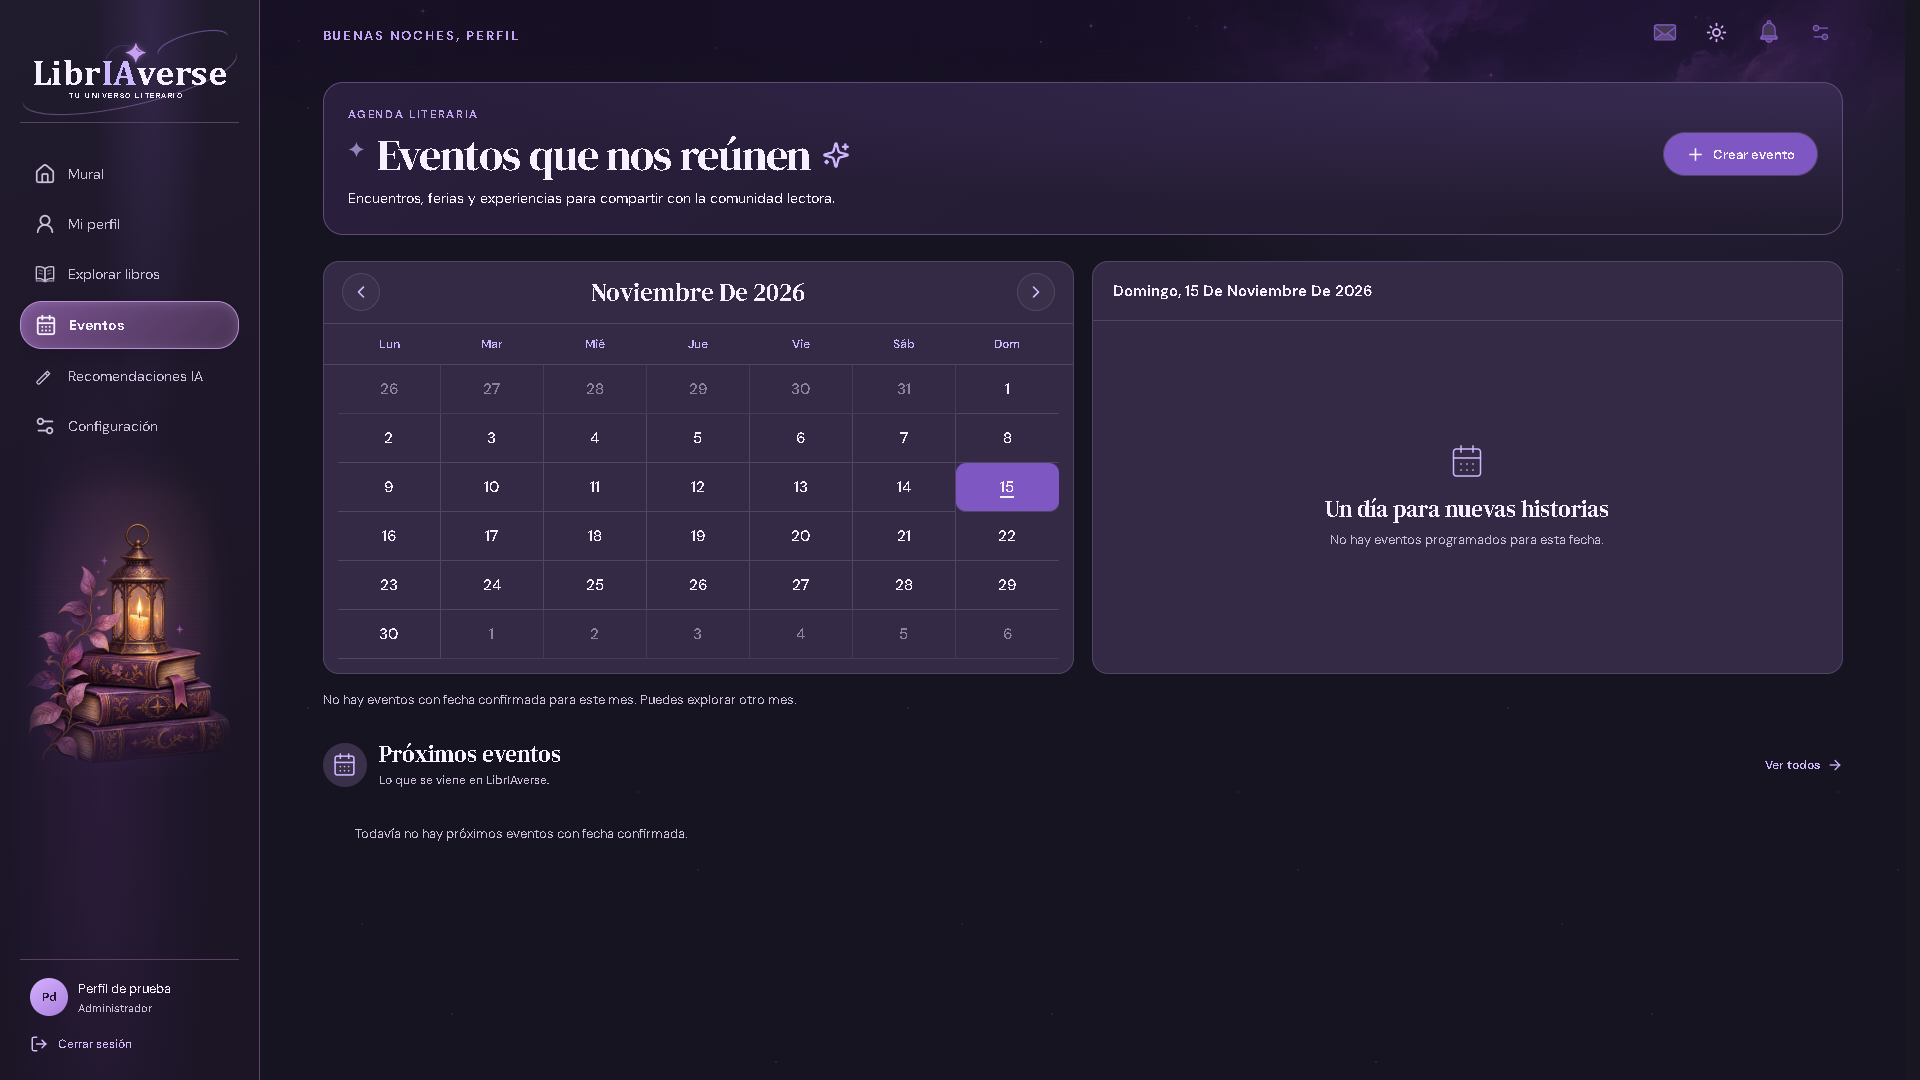 LibrIAverse
TU UNIVERSO LITERARIO
Mural
Mi perfil
Explorar libros
Eventos
Recomendaciones IA
Configuración
Pd
Perfil de prueba
Administrador
Cerrar sesión
BUENAS NOCHES, PERFIL
AGENDA LITERARIA
Eventos que nos reúnen
Encuentros, ferias y experiencias para compartir con la comunidad lectora.
Crear evento
Noviembre De 2026
Lun Mar Mié Jue Vie Sáb Dom
26 27 28 29 30 31 1
2 3 4 5 6 7 8
9 10 11 12 13 14 15
16 17 18 19 20 21 22
23 24 25 26 27 28 29
30 1 2 3 4 5 6
Domingo, 15 De Noviembre De 2026
Un día para nuevas historias
No hay eventos programados para esta fecha.
No hay eventos con fecha confirmada para este mes. Puedes explorar otro mes.
Próximos eventos
Lo que se viene en LibrIAverse.
Ver todos
Todavía no hay próximos eventos con fecha confirmada.